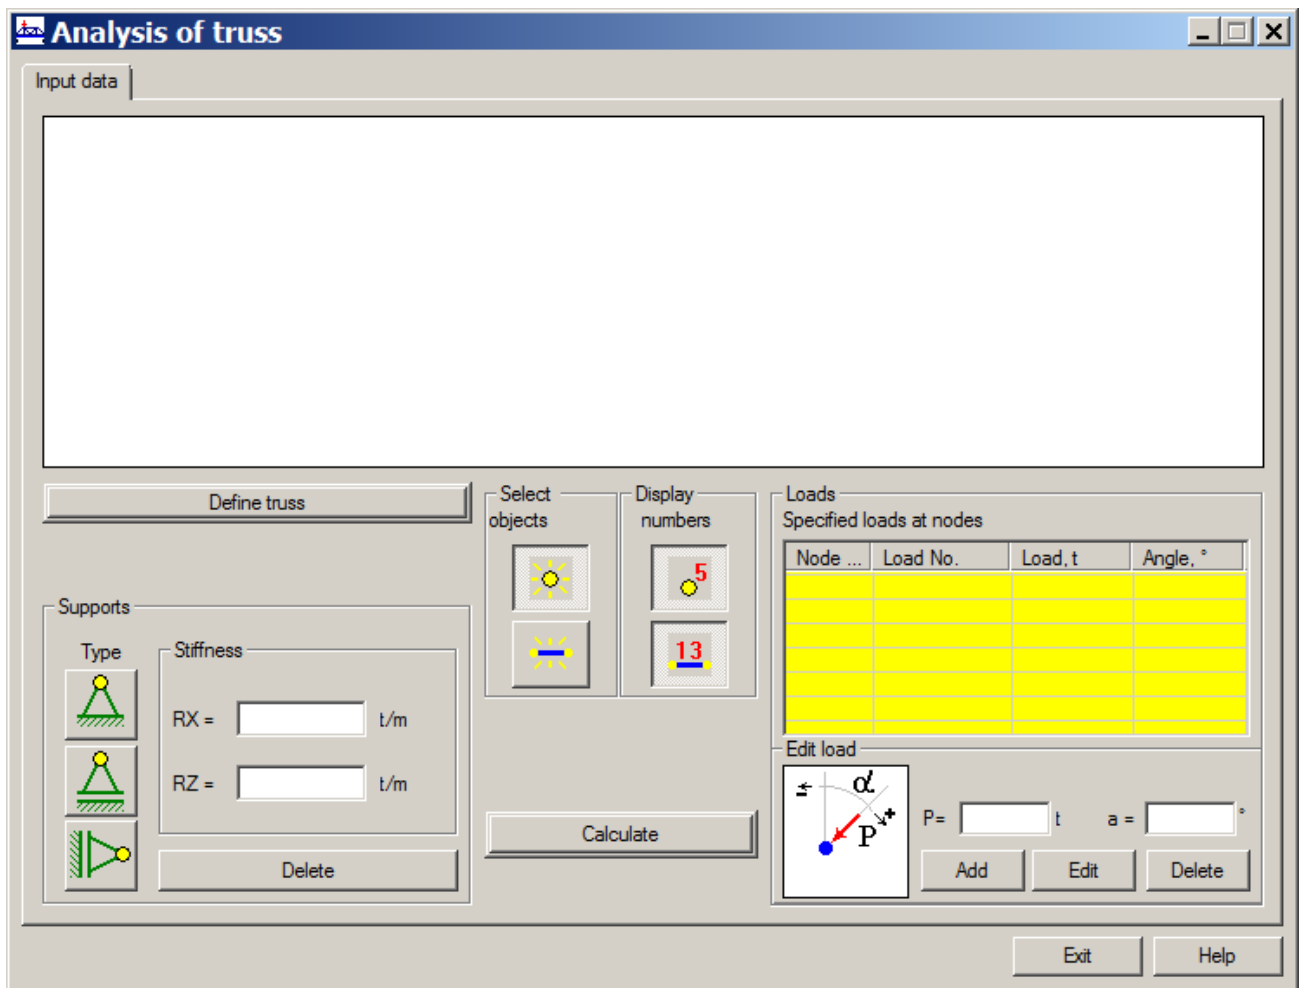 Analysis of truss
Input data
Define truss
Select
objects
Display
numbers
5
13
Supports
Type
Stiffness
RX =
t/m
RZ =
t/m
Delete
Calculate
Loads
Specified loads at nodes
Node ... Load No. Load, t Angle, °
Edit load
α
P
P=
t
a =
°
Add
Edit
Delete
Exit
Help